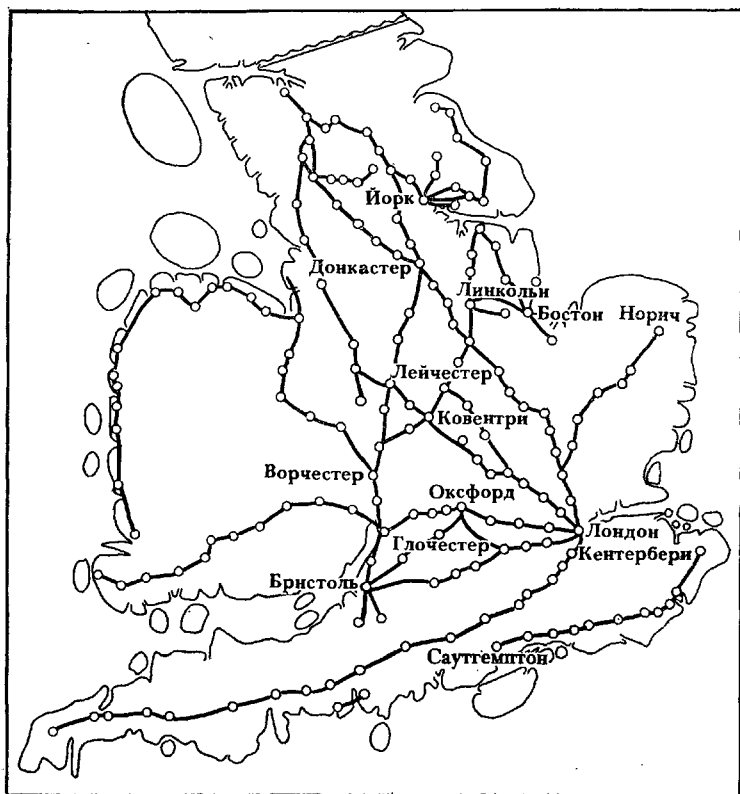 Йорк
Донкастер
Линкольн
Бостон
Норич
Лейчестер
Ковентри
Ворчестер
Оксфорд
Глочестер
Лондон
Кентербери
Бристоль
Саутгемптон